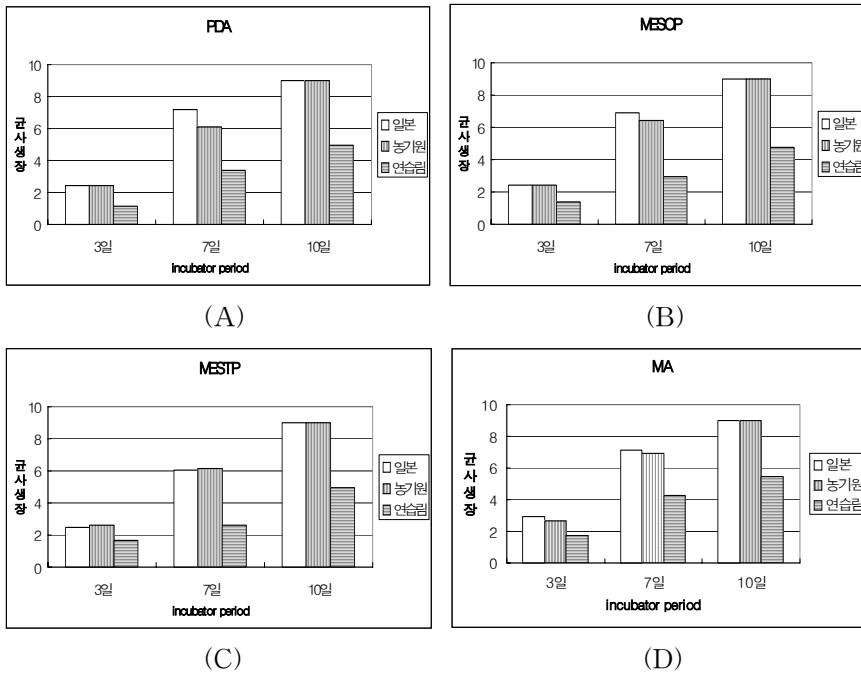 PDA
10
8
6
4
2
0
균사생장
3일
7일
10일
incubator period
일본
농기원
연습림
(A)
MESOP
10
8
6
4
2
0
균사생장
3일
7일
10일
incubator period
일본
농기원
연습림
(B)
MESTP
10
8
6
4
2
0
균사생장
3일
7일
10일
incubator period
일본
농기원
연습림
(C)
MA
10
8
6
4
2
0
균사생장
3일
7일
10일
incubator period
일본
농기원
연습림
(D)